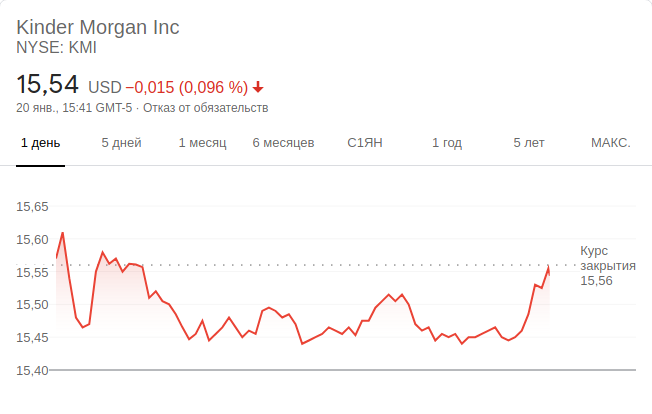 Kinder Morgan Inc
NYSE: KMI
15,54 USD −0,015 (0,096 %)
20 янв., 15:41 GMT-5 · Отказ от обязательств
1 день 5 дней 1 месяц 6 месяцев С1ЯН 1 год 5 лет МАКС.
15,65
15,60
15,55
15,50
15,45
15,40
Курс
закрытия
15,56